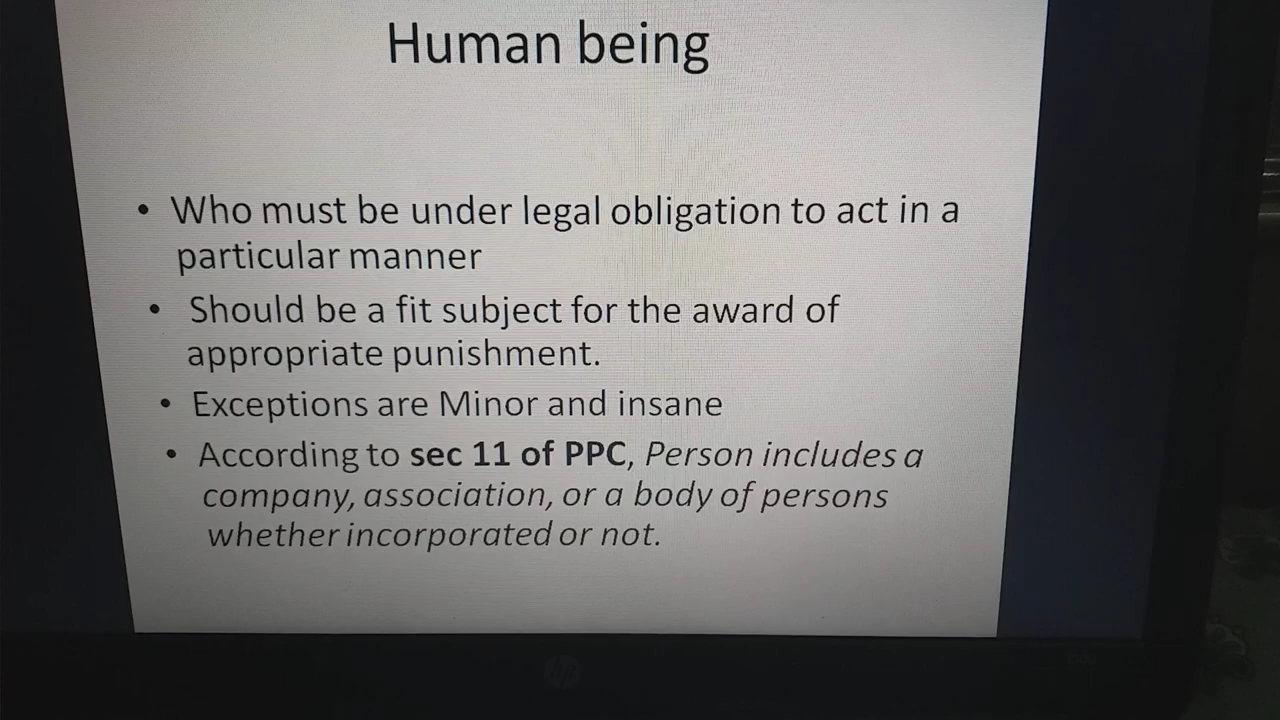 Human being
• Who must be under legal obligation to act in a
particular manner
• Should be a fit subject for the award of
appropriate punishment.
• Exceptions are Minor and insane
• According to sec 11 of PPC, Person includes a
company, association, or a body of persons
whether incorporated or not.
hp